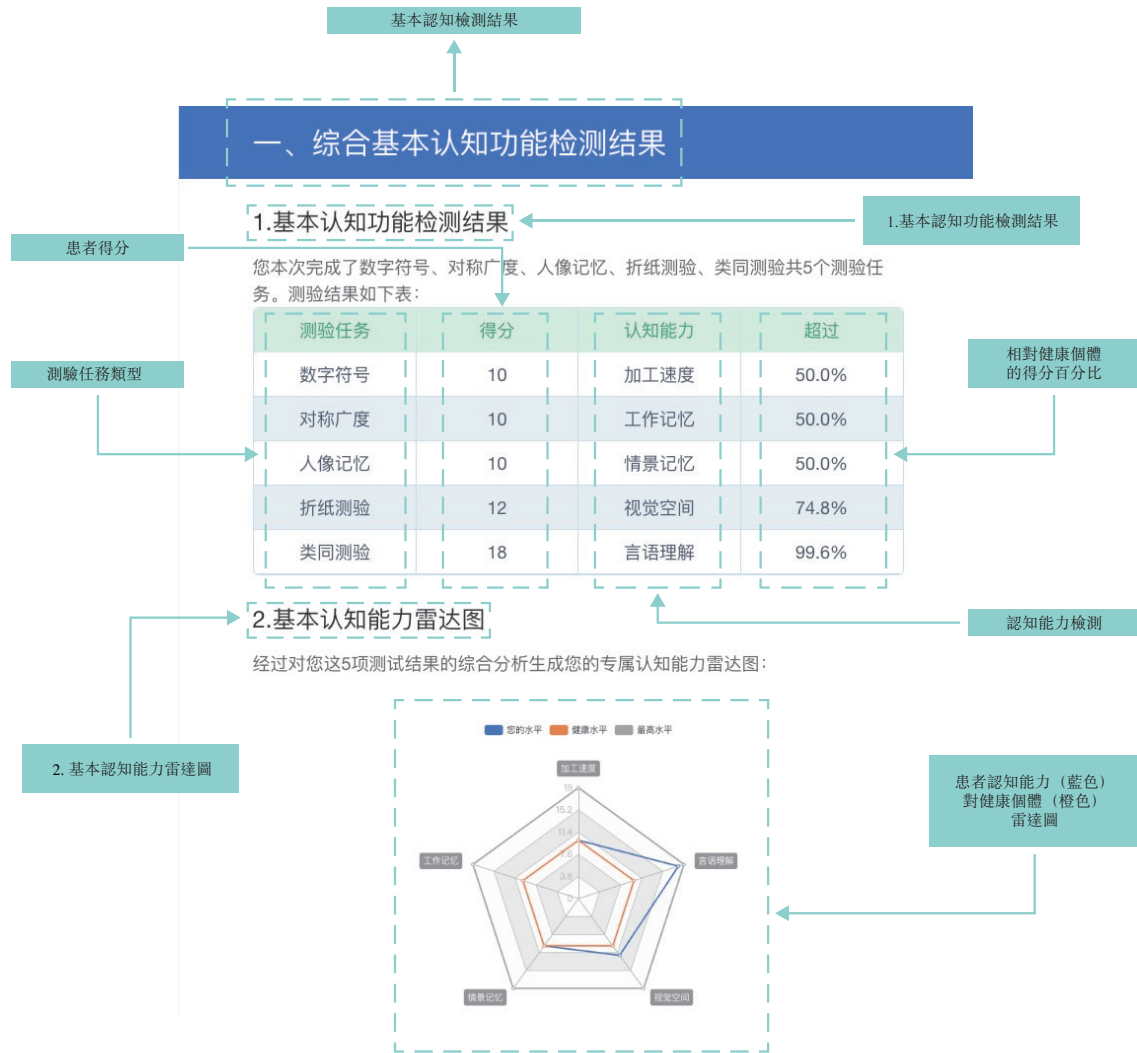 基本認知檢測結果
一、综合基本认知功能检测结果
1.基本认知功能检测结果
1.基本認知功能檢測結果
患者得分
您本次完成了数字符号、对称广度、人像记忆、折纸测验、类同测验共5个测验任
务。测验结果如下表：
测验任务 得分 认知能力 超过
数字符号 10 加工速度 50.0%
对称广度 10 工作记忆 50.0%
人像记忆 10 情景记忆 50.0%
折纸测验 12 视觉空间 74.8%
类同测验 18 言语理解 99.6%
測驗任務類型
相對健康個體
的得分百分比
認知能力檢測
2.基本认知能力雷达图
经过对您这5项测试结果的综合分析生成您的专属认知能力雷达图：
2. 基本認知能力雷達圖
您的水平 健康水平 最高水平
加工速度
19
15.2
11.4
7.6
3.8
0
工作记忆
言语理解
情景记忆
视觉空间
患者認知能力（藍色）
對健康個體（橙色）
雷達圖